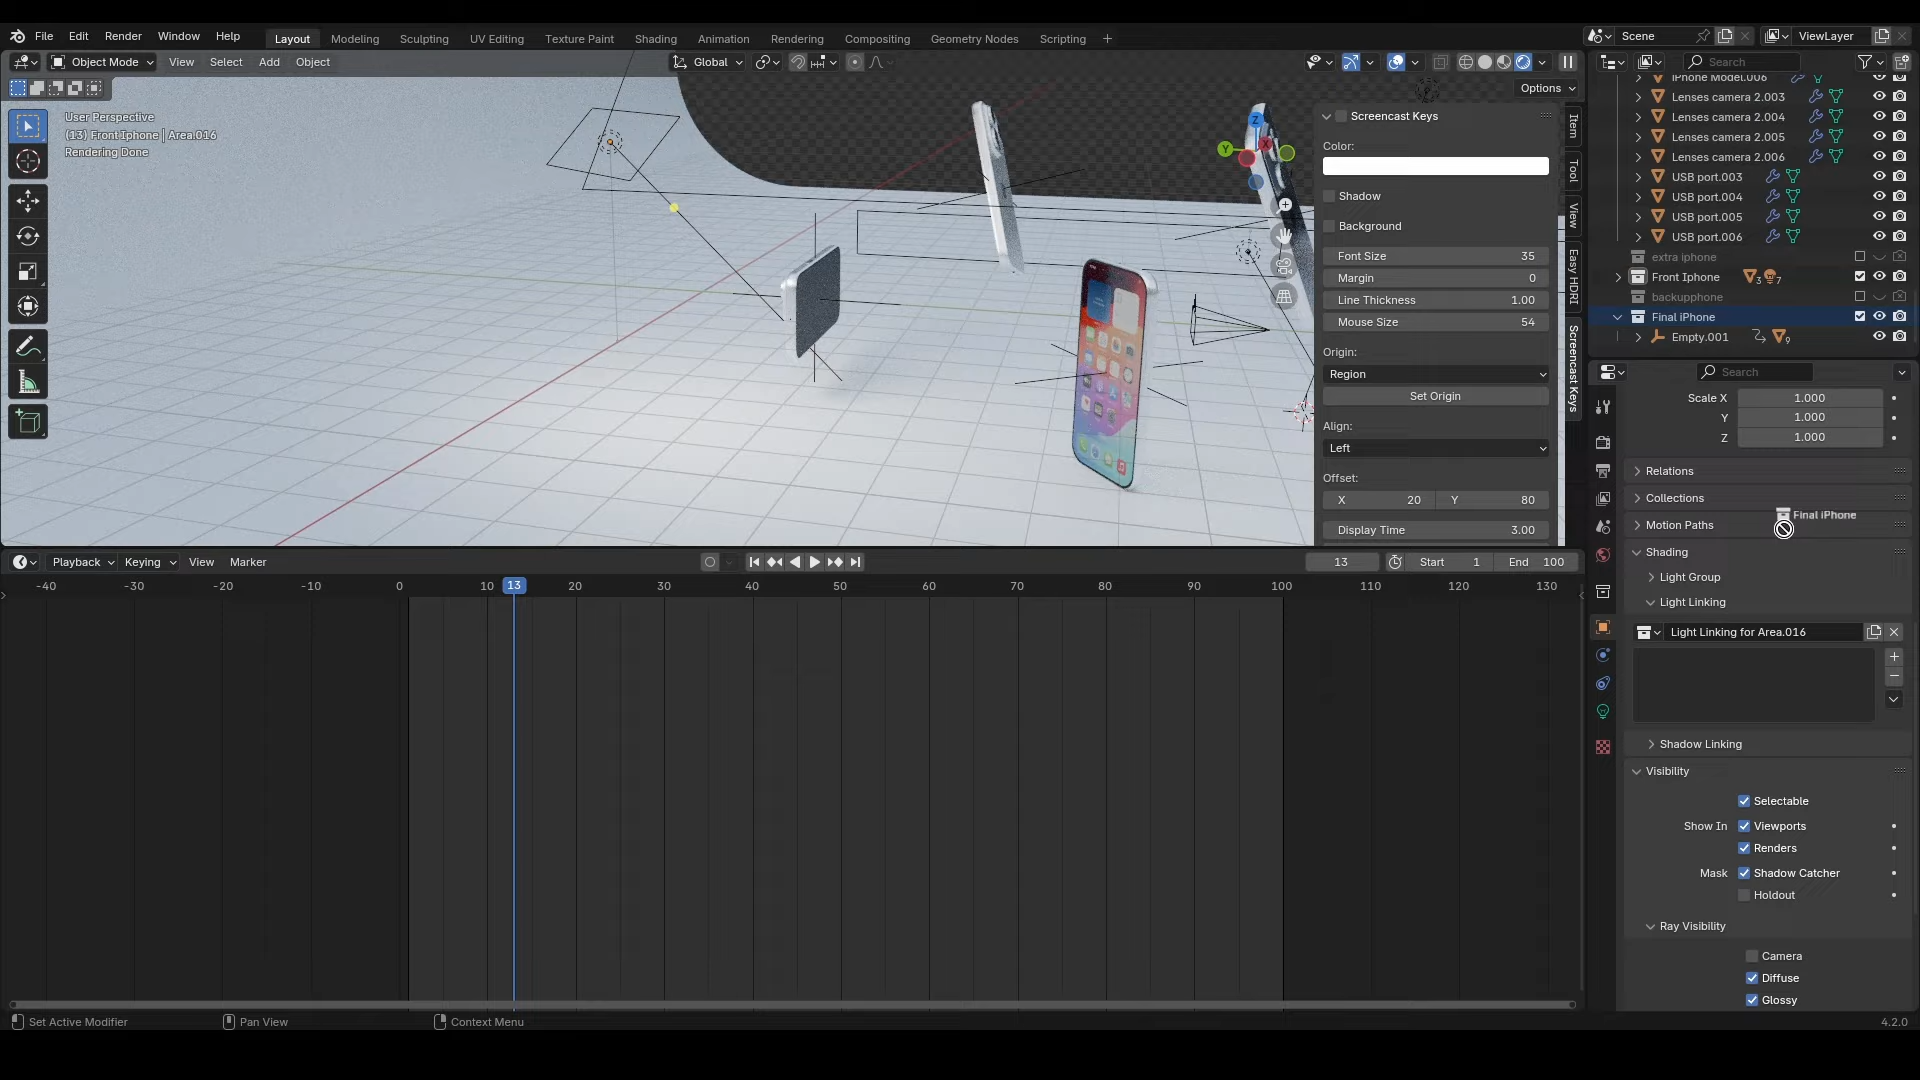 File Edit Render Window Help Layout Modeling Sculpting UV Editing Texture Paint Shading Animation Rendering Compositing Geometry Nodes Scripting + Scene ViewLayer
Object Mode View Select Add Object Global Search
Options
User Perspective
(13) Front Iphone | Area.016
Rendering Done
Z
Y
X
Screencast Keys
Color:
Shadow
Background
Font Size 35
Margin 0
Line Thickness 1.00
Mouse Size 54
Origin:
Region
Set Origin
Align:
Left
Offset:
X 20 Y 80
Display Time 3.00
Item
Tool
View
Easy HDRI
Screencast Keys
iPhone Model.006
Lenses camera 2.003
Lenses camera 2.004
Lenses camera 2.005
Lenses camera 2.006
USB port.003
USB port.004
USB port.005
USB port.006
extra iphone
Front Iphone 3 7
backupphone
Final iPhone
Empty.001 9
Search
Scale X 1.000
Y 1.000
Z 1.000
Relations
Collections
Final iPhone
Motion Paths
Shading
Light Group
Light Linking
Light Linking for Area.016
Shadow Linking
Visibility
Selectable
Show In Viewports
Renders
Mask Shadow Catcher
Holdout
Ray Visibility
Camera
Diffuse
Glossy
Playback Keying View Marker 13 Start 1 End 100
-40 -30 -20 -10 0 10 13 20 30 40 50 60 70 80 90 100 110 120 130
Set Active Modifier Pan View Context Menu 4.2.0